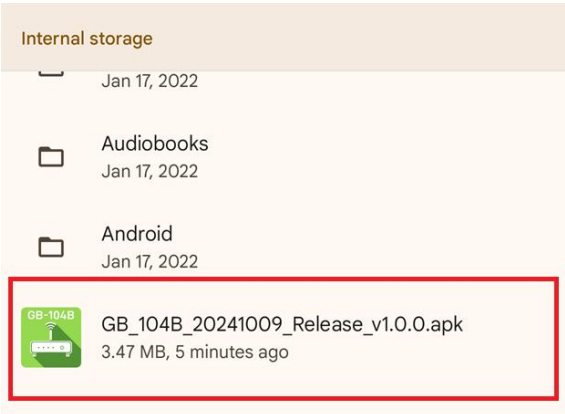 Internal storage
Jan 17, 2022
Audiobooks
Jan 17, 2022
Android
Jan 17, 2022
GB-104B
GB_104B_20241009_Release_v1.0.0.apk
3.47 MB, 5 minutes ago